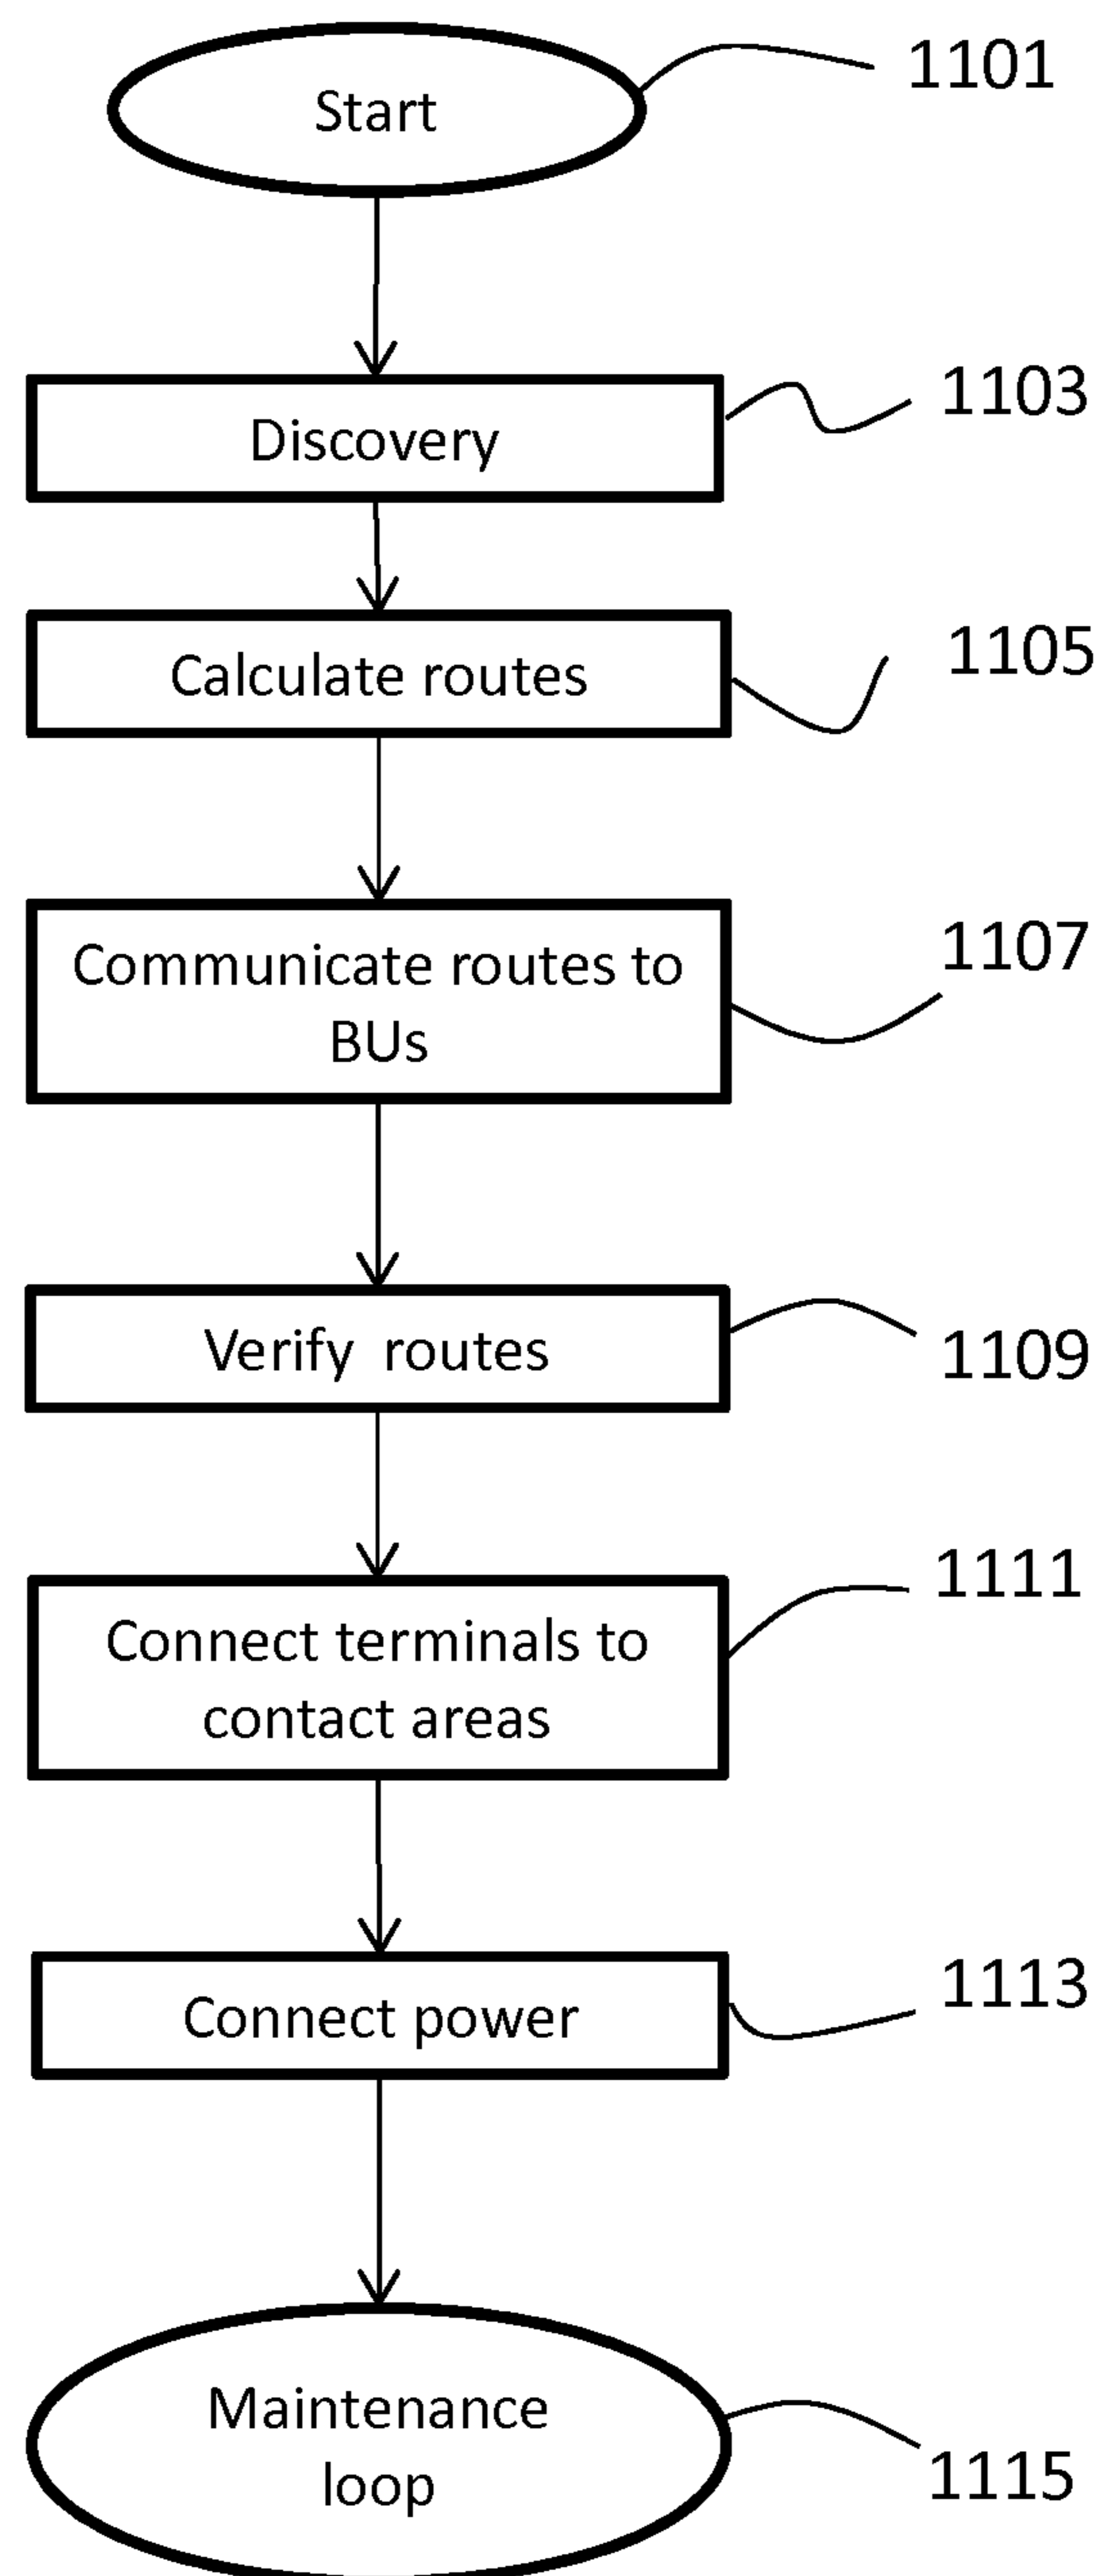 Start
1101
Discovery
1103
Calculate routes
1105
Communicate routes to
BUs
1107
Verify routes
1109
Connect terminals to
contact areas
1111
Connect power
1113
Maintenance
loop
1115